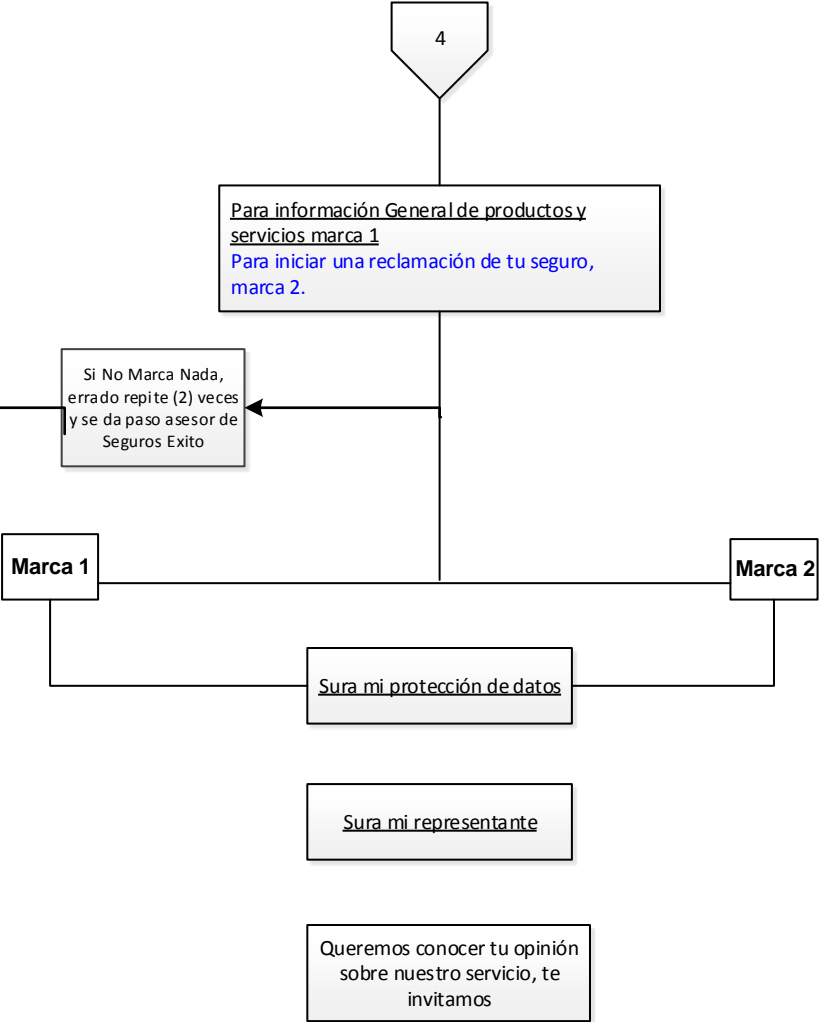 4
Para información General de productos y
servicios marca 1
Para iniciar una reclamación de tu seguro,
marca 2.
Si No Marca Nada,
errado repite (2) veces
y se da paso asesor de
Seguros Exito
Marca 1
Marca 2
Sura mi protección de datos
Sura mi representante
Queremos conocer tu opinión
sobre nuestro servicio, te
invitamos